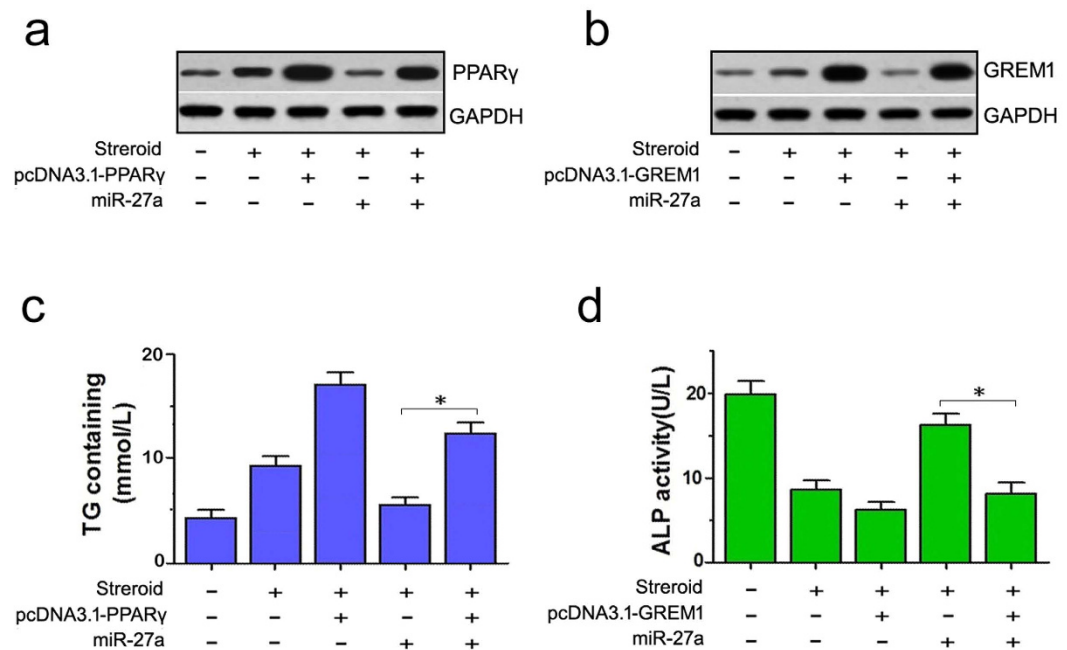 a
PPARγ
GAPDH
Streroid - + + + +
pcDNA3.1-PPARγ - - + - +
miR-27a - - - + +
b
GREM1
GAPDH
Streroid - + + + +
pcDNA3.1-GREM1 - - + - +
miR-27a - - - + +
c
TG containing
(mmol/L)
20
10
0
*
Streroid - + + + +
pcDNA3.1-PPARγ - - + - +
miR-27a - - - + +
d
ALP activity(U/L)
20
10
0
*
Streroid - + + + +
pcDNA3.1-GREM1 - - + - +
miR-27a - - - + +